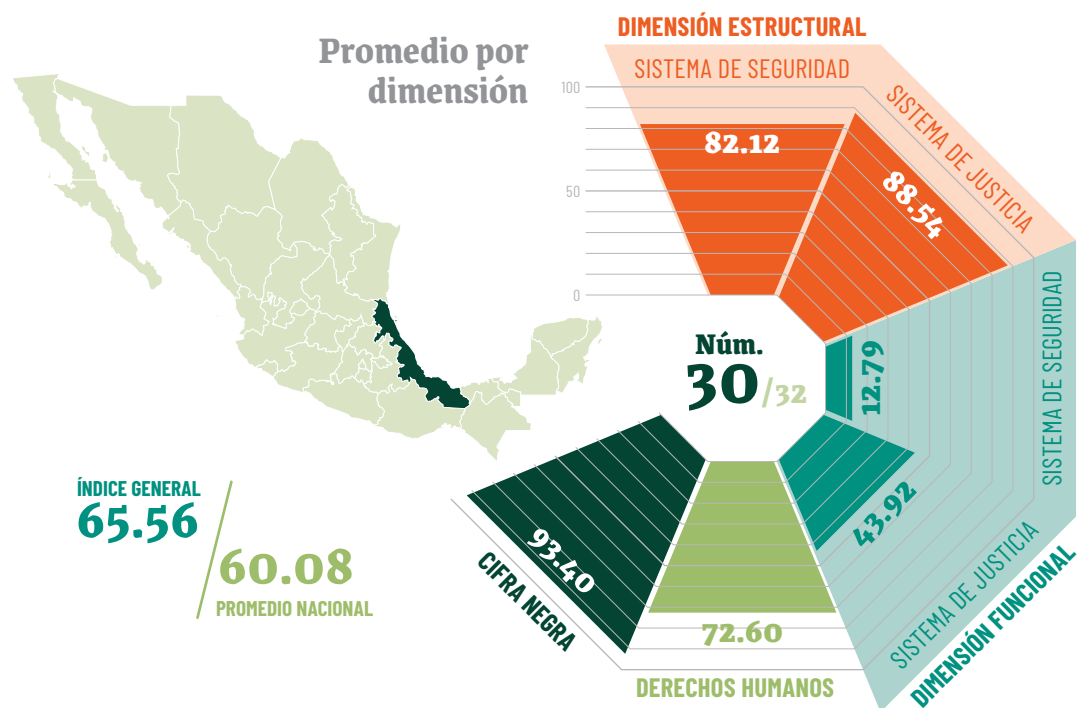 Promedio por
dimensión
DIMENSIÓN ESTRUCTURAL
SISTEMA DE SEGURIDAD
SISTEMA DE JUSTICIA
100
50
0
82.12
88.54
Núm.
30/32
12.79
SISTEMA DE SEGURIDAD
43.92
SISTEMA DE JUSTICIA
DIMENSIÓN FUNCIONAL
93.40
CIFRA NEGRA
72.60
DERECHOS HUMANOS
ÍNDICE GENERAL
65.56
60.08
PROMEDIO NACIONAL